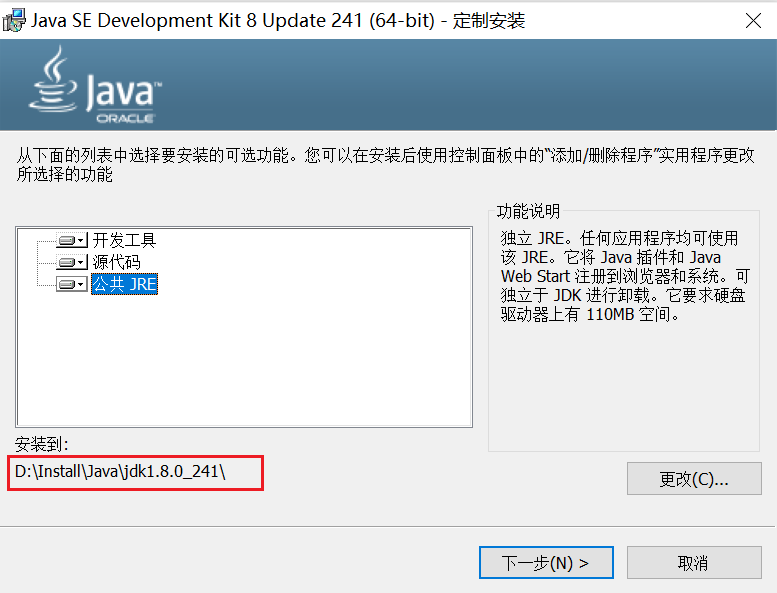 Java SE Development Kit 8 Update 241 (64-bit) - 定制安装
Java™
ORACLE
从下面的列表中选择要安装的可选功能。您可以在安装后使用控制面板中的“添加/删除程序”实用程序更改
所选择的功能
开发工具
源代码
公共 JRE
功能说明
独立 JRE。任何应用程序均可使用
该 JRE。它将 Java 插件和 Java
Web Start 注册到浏览器和系统。可
独立于 JDK 进行卸载。它要求硬盘
驱动器上有 110MB 空间。
安装到:
D:\Install\Java\jdk1.8.0_241\
更改(C)...
下一步(N) >
取消